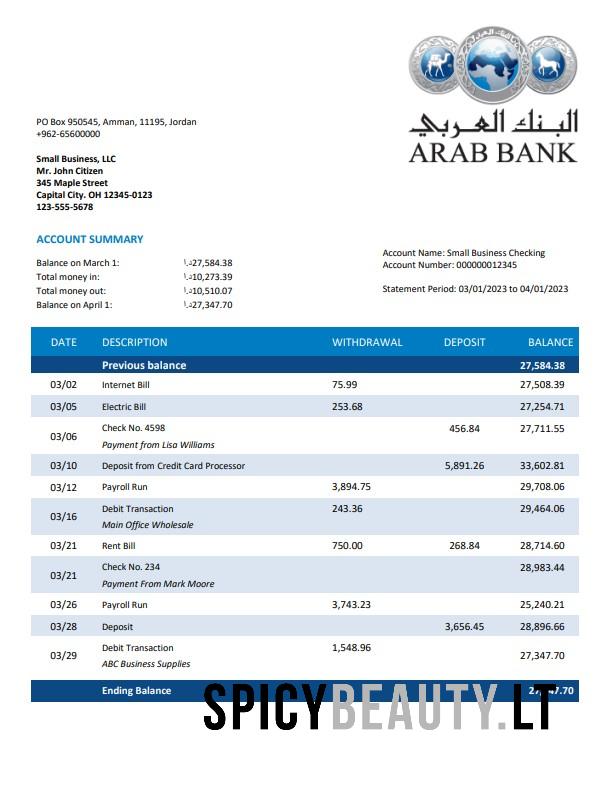 البنك العربي
ARAB BANK
PO Box 950545, Amman, 11195, Jordan
+962-65600000
Small Business, LLC
Mr. John Citizen
345 Maple Street
Capital City. OH 12345-0123
123-555-5678
ACCOUNT SUMMARY
Balance on March 1: د.ا27,584.38
Total money in: د.ا10,273.39
Total money out: د.ا10,510.07
Balance on April 1: د.ا27,347.70
Account Name: Small Business Checking
Account Number: 000000012345
Statement Period: 03/01/2023 to 04/01/2023
DATE DESCRIPTION WITHDRAWAL DEPOSIT BALANCE
Previous balance 27,584.38
03/02 Internet Bill 75.99 27,508.39
03/05 Electric Bill 253.68 27,254.71
03/06 Check No. 4598 456.84 27,711.55
Payment from Lisa Williams
03/10 Deposit from Credit Card Processor 5,891.26 33,602.81
03/12 Payroll Run 3,894.75 29,708.06
03/16 Debit Transaction 243.36 29,464.06
Main Office Wholesale
03/21 Rent Bill 750.00 268.84 28,714.60
03/21 Check No. 234 28,983.44
Payment From Mark Moore
03/26 Payroll Run 3,743.23 25,240.21
03/28 Deposit 3,656.45 28,896.66
03/29 Debit Transaction 1,548.96 27,347.70
ABC Business Supplies
Ending Balance
SPICYBEAUTY.LT